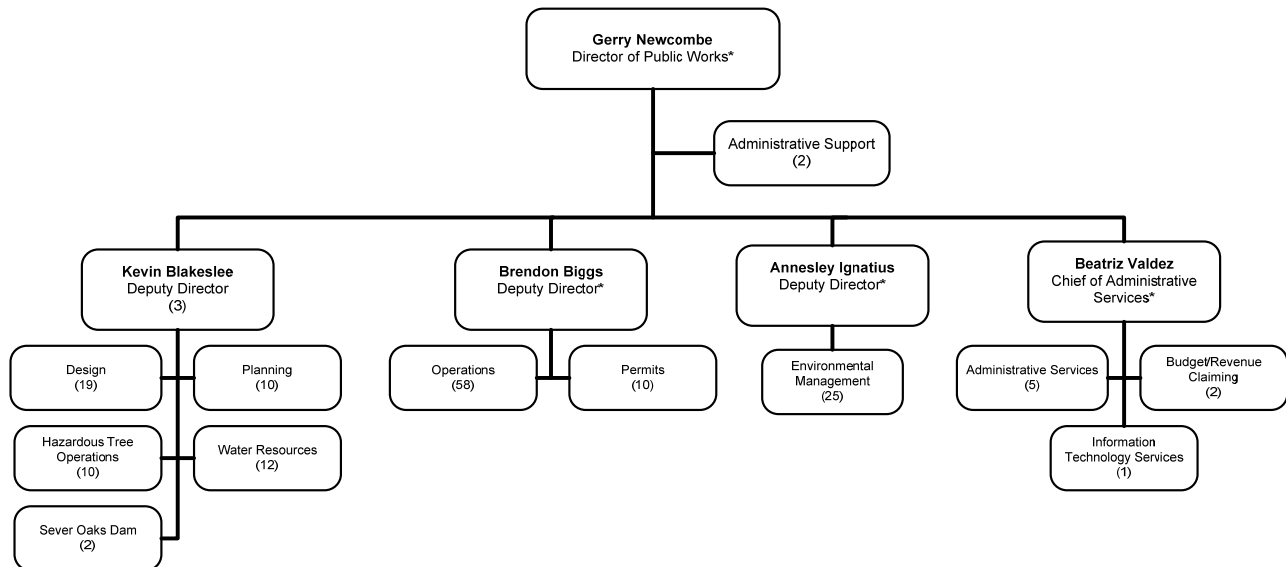 Gerry Newcombe
Director of Public Works*
Administrative Support
(2)
Kevin Blakeslee
Deputy Director
(3)
Brendon Biggs
Deputy Director*
Annesley Ignatius
Deputy Director*
Beatriz Valdez
Chief of Administrative
Services*
Design
(19)
Planning
(10)
Operations
(58)
Permits
(10)
Environmental
Management
(25)
Administrative Services
(5)
Budget/Revenue
Claiming
(2)
Hazardous Tree
Operations
(10)
Water Resources
(12)
Information
Technology Services
(1)
Sever Oaks Dam
(2)